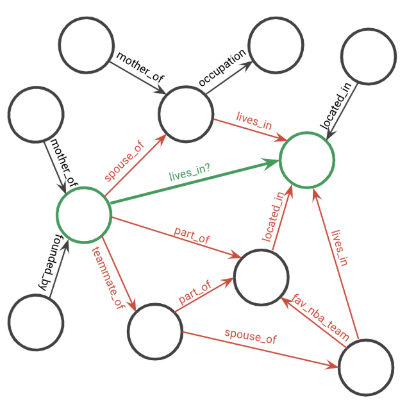 mother_of
occupation
located_in
mother_of
spouse_of
lives_in
lives_in?
founded_by
teammate_of
part_of
located_in
lives_in
part_of
fav_nba_team
spouse_of